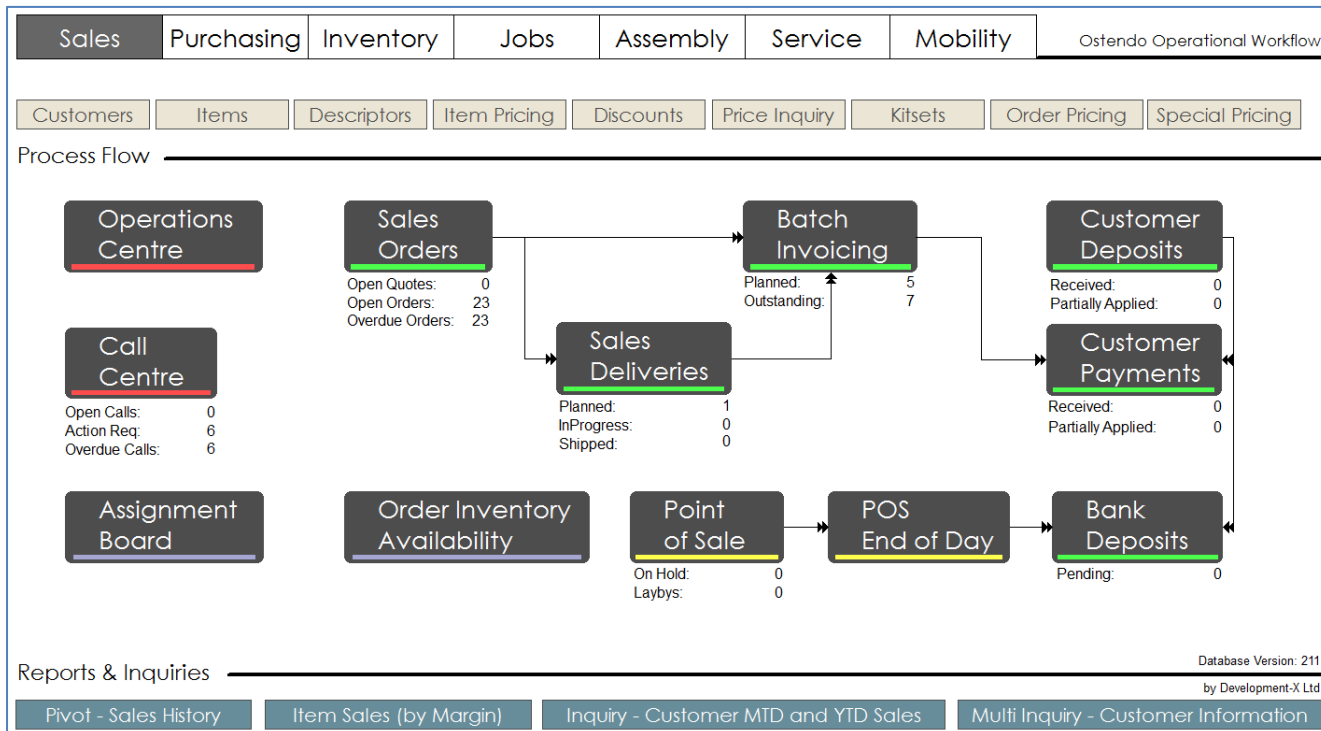 Sales Purchasing Inventory Jobs Assembly Service Mobility Ostendo Operational Workflow
Customers Items Descriptors Item Pricing Discounts Price Inquiry Kitsets Order Pricing Special Pricing
Process Flow
Operations
Centre
Sales
Orders
Open Quotes: 0
Open Orders: 23
Overdue Orders: 23
Batch
Invoicing
Planned: 5
Outstanding: 7
Customer
Deposits
Received: 0
Partially Applied: 0
Call
Centre
Open Calls: 0
Action Req: 6
Overdue Calls: 6
Sales
Deliveries
Planned: 1
InProgress: 0
Shipped: 0
Customer
Payments
Received: 0
Partially Applied: 0
Assignment
Board
Order Inventory
Availability
Point
of Sale
On Hold: 0
Laybys: 0
POS
End of Day
Bank
Deposits
Pending: 0
Reports & Inquiries
Database Version: 211
by Development-X Ltd
Pivot - Sales History Item Sales (by Margin) Inquiry - Customer MTD and YTD Sales Multi Inquiry - Customer Information